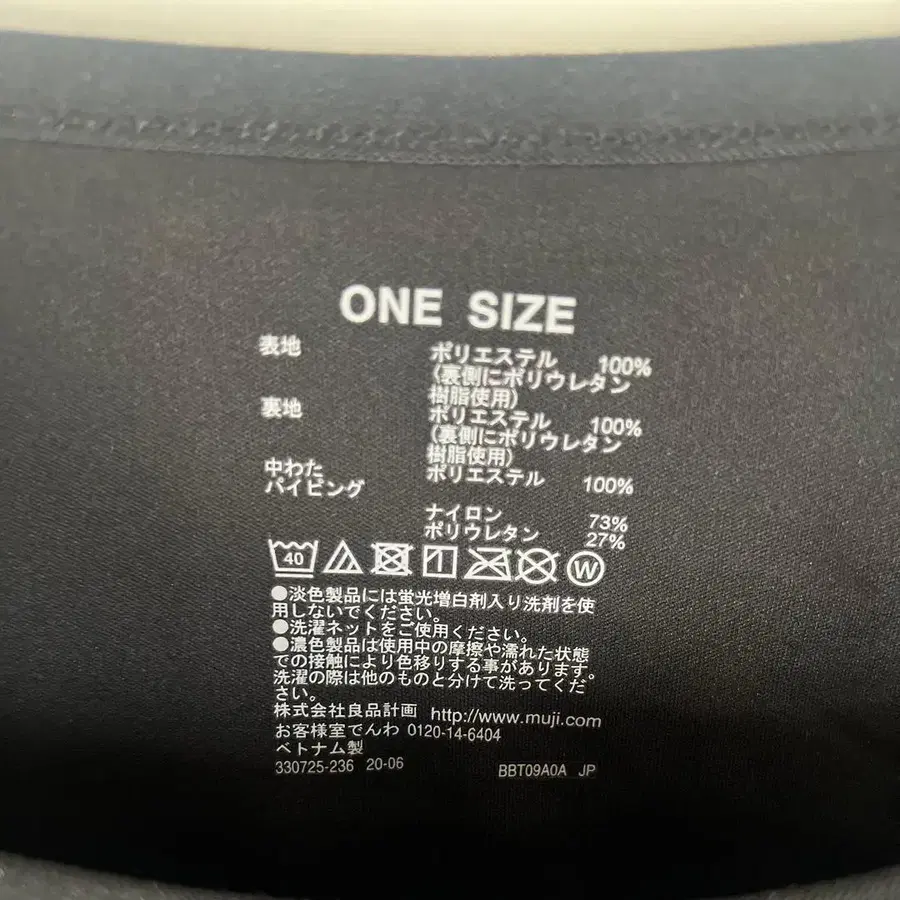 ONE SIZE
表地 ポリエステル 100%
(裏側にポリウレタン
樹脂使用)
裏地 ポリエステル 100%
(裏側にポリウレタン
樹脂使用)
中わた ポリエステル 100%
パイピング
ナイロン 73%
ポリウレタン 27%
40 W
●淡色製品には蛍光増白剤入り洗剤を使
用しないでください。
●洗濯ネットをご使用ください。
●濃色製品は使用中の摩擦や濡れた状態
での接触により色移りする事があります。
洗濯の際は他のものと分けて洗ってくだ
さい。
株式会社良品計画 http://www.muji.com
お客様室でんわ 0120-14-6404
ベトナム製
330725-236 20-06 BBT09A0A JP